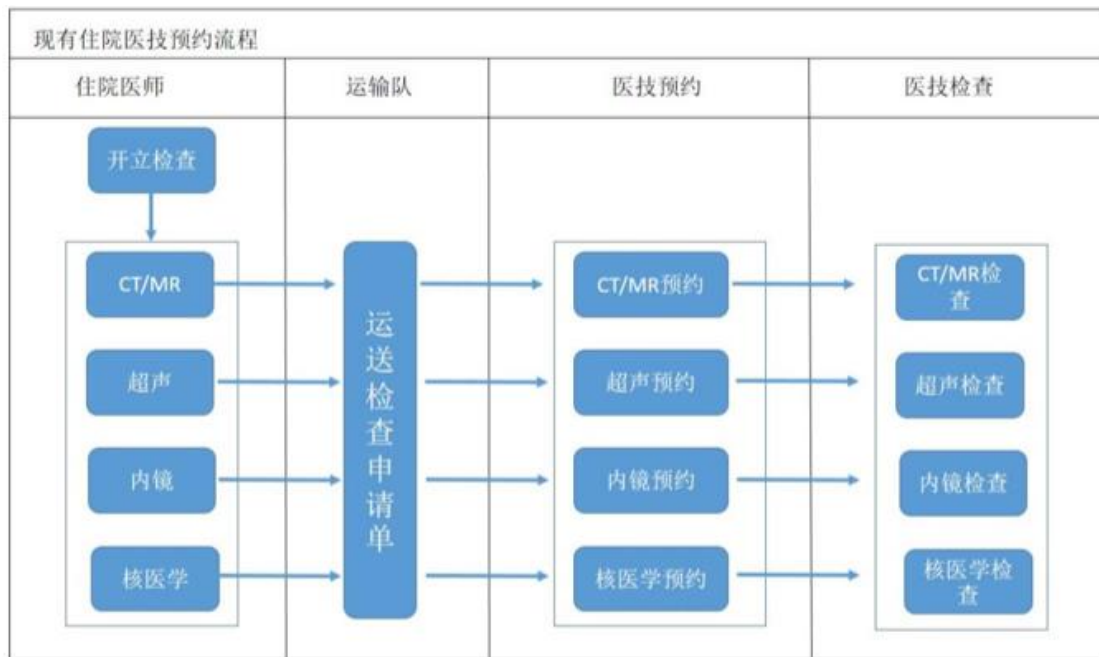 现有住院医技预约流程
住院医师
运输队
医技预约
医技检查
开立检查
CT/MR
超声
内镜
核医学
运送检查申请单
CT/MR预约
超声预约
内镜预约
核医学预约
CT/MR检
查
超声检查
内镜检查
核医学检
查